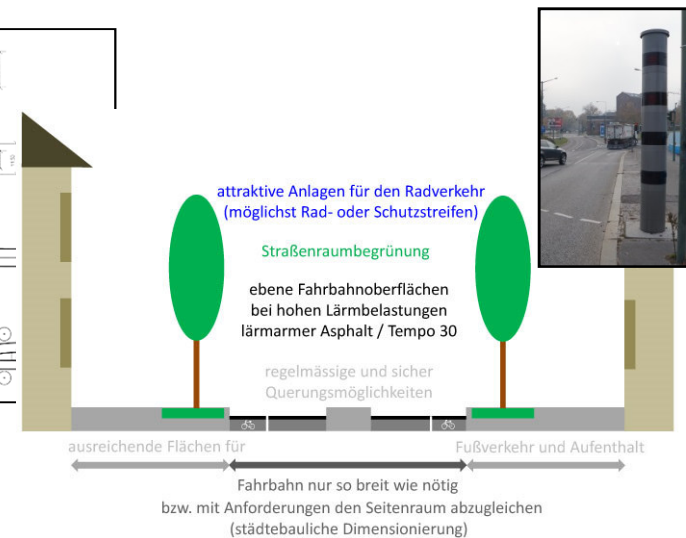 attraktive Anlagen für den Radverkehr
(möglichst Rad- oder Schutzstreifen)
Straßenraumbegrünung
ebene Fahrbahnoberflächen
bei hohen Lärmbelastungen
lärmarmer Asphalt / Tempo 30
regelmässige und sicher
Querungsmöglichkeiten
ausreichende Flächen für
Fußverkehr und Aufenthalt
Fahrbahn nur so breit wie nötig
bzw. mit Anforderungen den Seitenraum abzugleichen
(städtebauliche Dimensionierung)